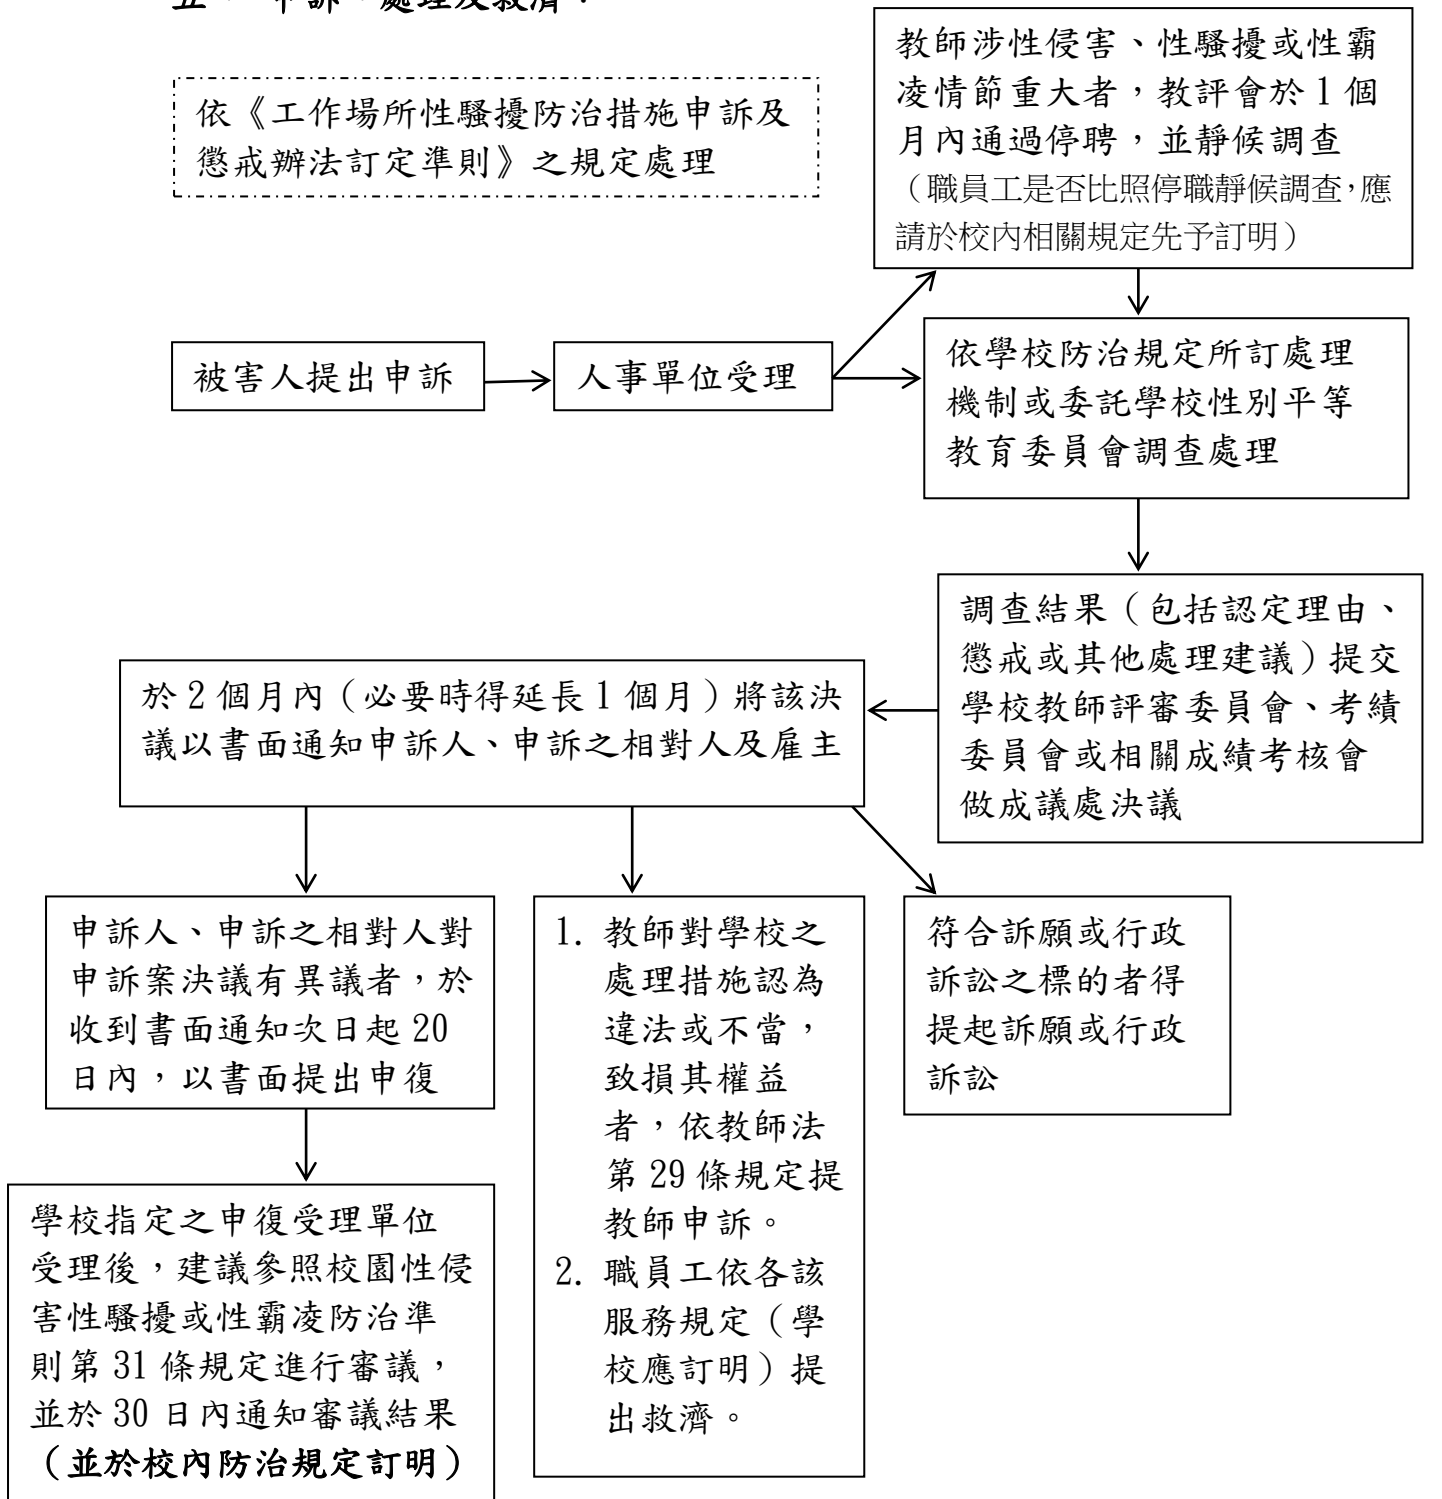 五、 申訴、處理及救濟：
依《工作場所性騷擾防治措施申訴及
懲戒辦法訂定準則》之規定處理
教師涉性侵害、性騷擾或性霸
凌情節重大者，教評會於 1 個
月內通過停聘，並靜候調查
（職員工是否比照停職靜候調查，應
請於校內相關規定先予訂明）
被害人提出申訴
人事單位受理
依學校防治規定所訂處理
機制或委託學校性別平等
教育委員會調查處理
調查結果（包括認定理由、
懲戒或其他處理建議）提交
學校教師評審委員會、考績
委員會或相關成績考核會
做成議處決議
於 2 個月內（必要時得延長 1 個月）將該決
議以書面通知申訴人、申訴之相對人及雇主
申訴人、申訴之相對人對
申訴案決議有異議者，於
收到書面通知次日起 20
日內，以書面提出申復
學校指定之申復受理單位
受理後，建議參照校園性侵
害性騷擾或性霸凌防治準
則第 31 條規定進行審議，
並於 30 日內通知審議結果
（並於校內防治規定訂明）
1. 教師對學校之
處理措施認為
違法或不當，
致損其權益
者，依教師法
第 29 條規定提
教師申訴。
2. 職員工依各該
服務規定（學
校應訂明）提
出救濟。
符合訴願或行政
訴訟之標的者得
提起訴願或行政
訴訟